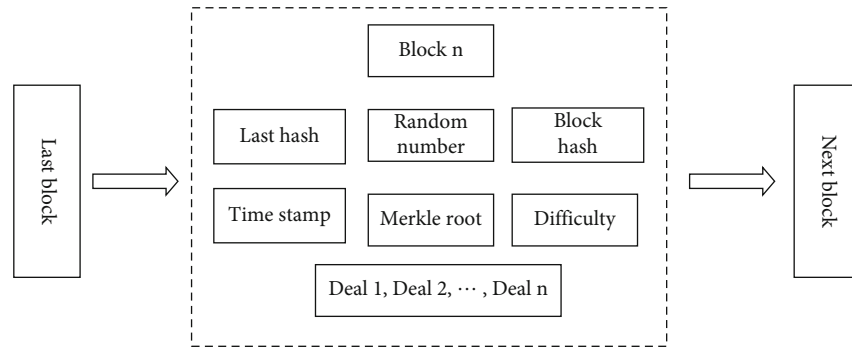 Last block
Block n
Last hash
Random
number
Block
hash
Time stamp
Merkle root
Difficulty
Deal 1, Deal 2, ⋯ , Deal n
Next block